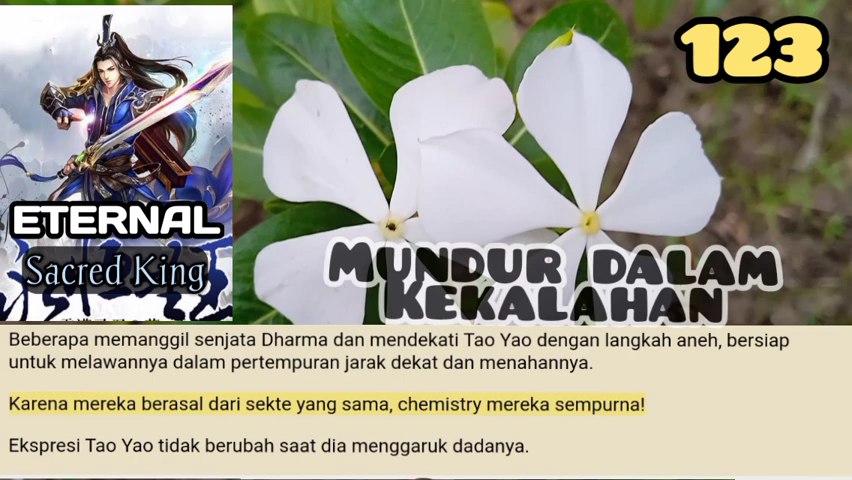 123
ETERNAL
Sacred King
MUNDUR DALAM
KEKALAHAN
Beberapa memanggil senjata Dharma dan mendekati Tao Yao dengan langkah aneh, bersiap
untuk melawannya dalam pertempuran jarak dekat dan menahannya.
Karena mereka berasal dari sekte yang sama, chemistry mereka sempurna!
Ekspresi Tao Yao tidak berubah saat dia menggaruk dadanya.